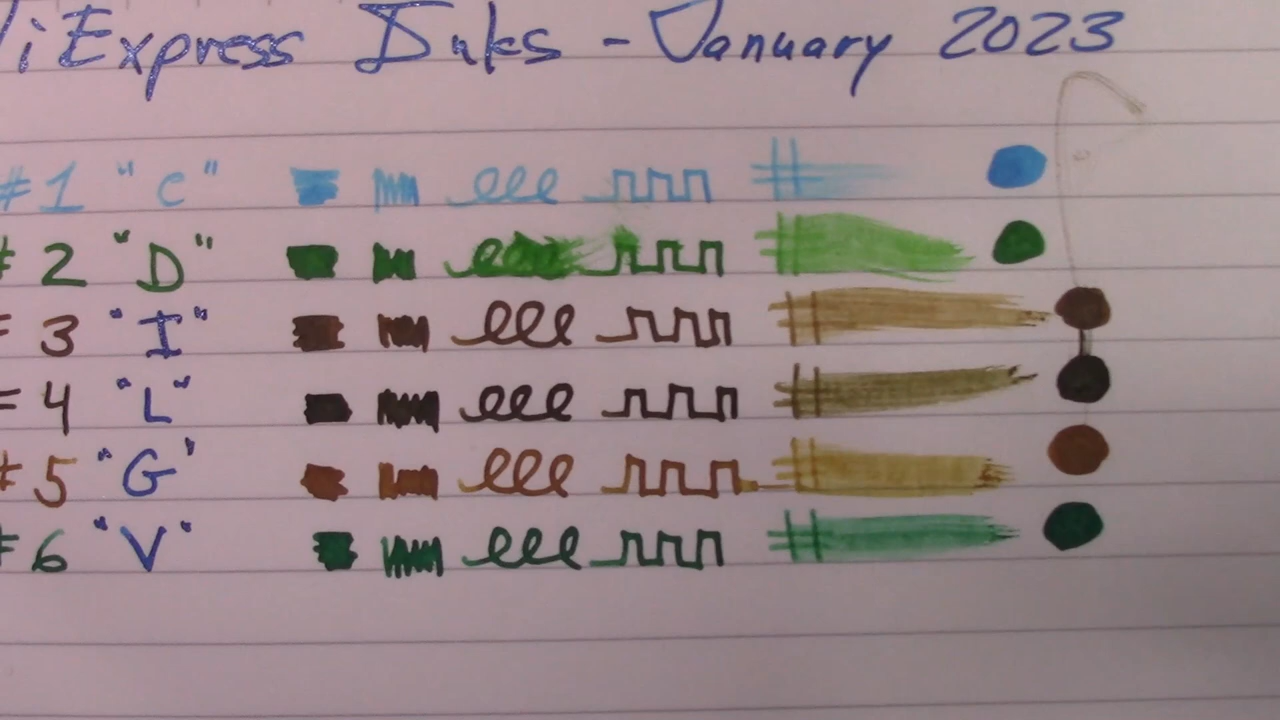 iExpress Inks - January 2023
#1 "C"
# 2 "D"
# 3 "I"
# 4 "L"
# 5 "G"
# 6 "V"